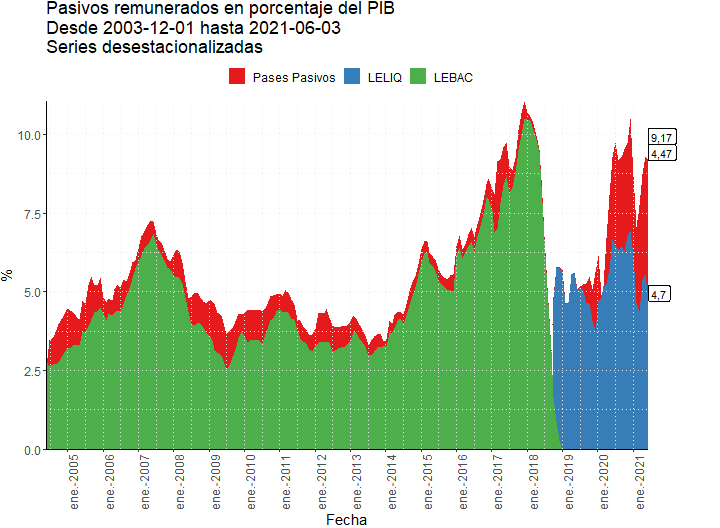 Pasivos remunerados en porcentaje del PIB
Desde 2003-12-01 hasta 2021-06-03
Series desestacionalizadas
Pases Pasivos LELIQ LEBAC
10.0
7.5
5.0
2.5
0.0
%
9,17
4,47
4,7
ene.-2005
ene.-2006
ene.-2007
ene.-2008
ene.-2009
ene.-2010
ene.-2011
ene.-2012
ene.-2013
ene.-2014
ene.-2015
ene.-2016
ene.-2017
ene.-2018
ene.-2019
ene.-2020
ene.-2021
Fecha